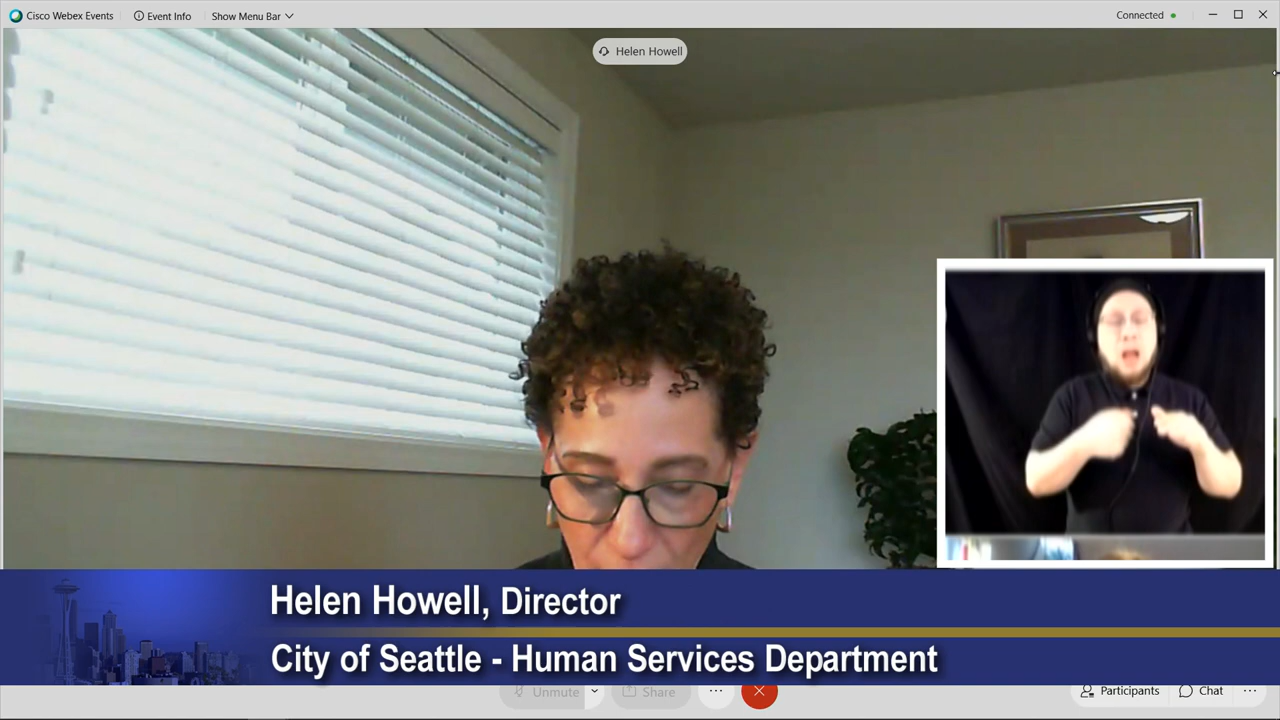 Cisco Webex Events
Event Info
Show Menu Bar
Connected
Helen Howell
Helen Howell, Director
City of Seattle - Human Services Department
Unmute
Share
Participants
Chat